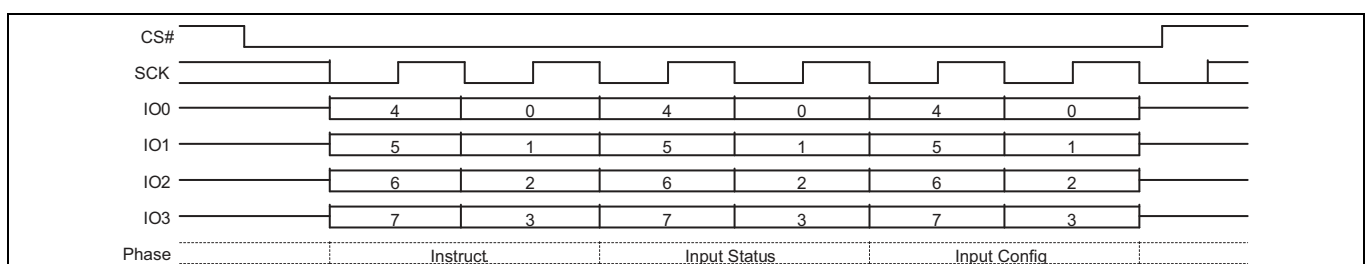 CS#
SCK
IO0 4 0 4 0 4 0
IO1 5 1 5 1 5 1
IO2 6 2 6 2 6 2
IO3 7 3 7 3 7 3
Phase Instruct. Input Status Input Config